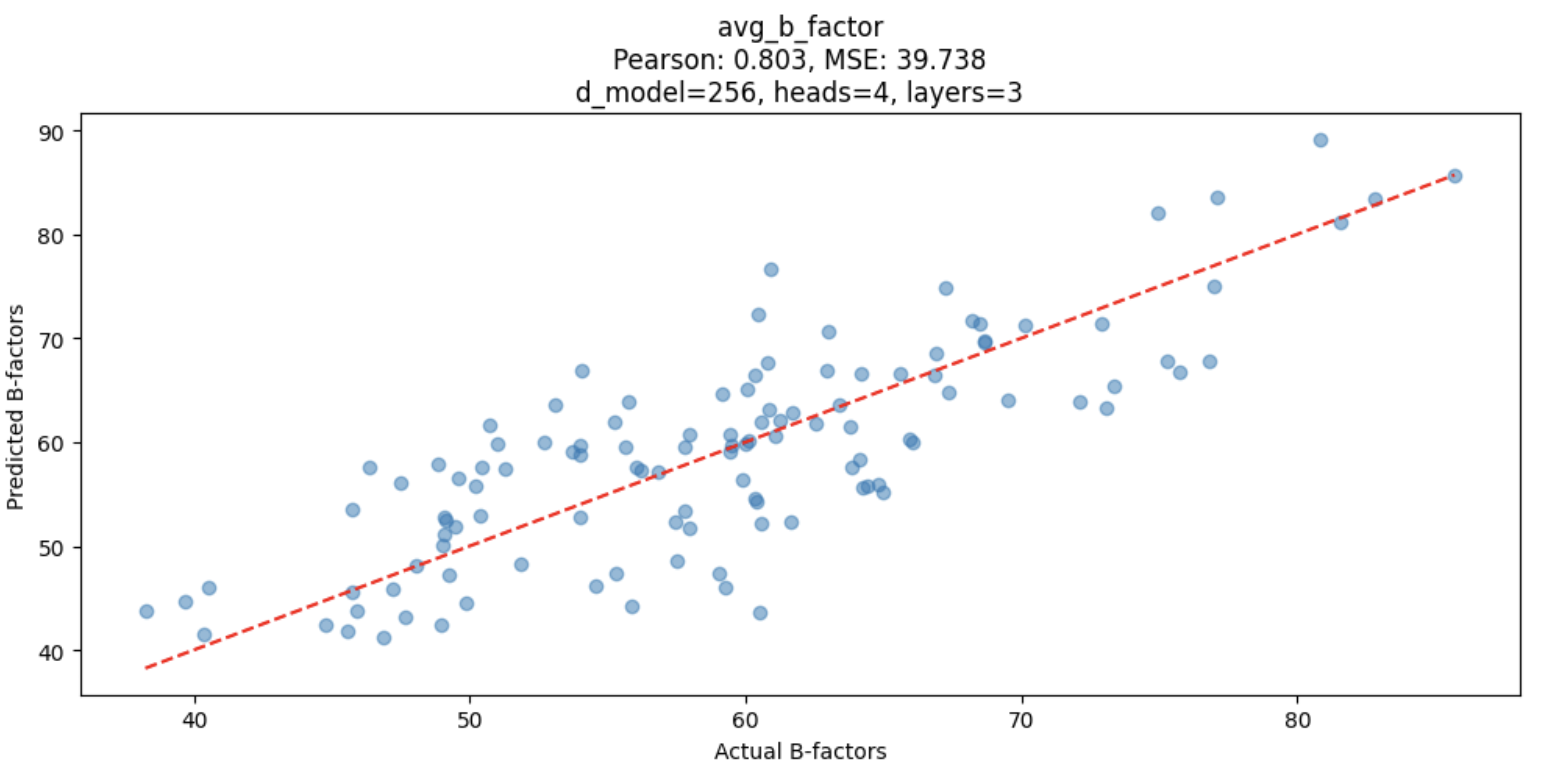 avg_b_factor
Pearson: 0.803, MSE: 39.738
d_model=256, heads=4, layers=3
90
80
70
60
50
40
Predicted B-factors
40 50 60 70 80
Actual B-factors